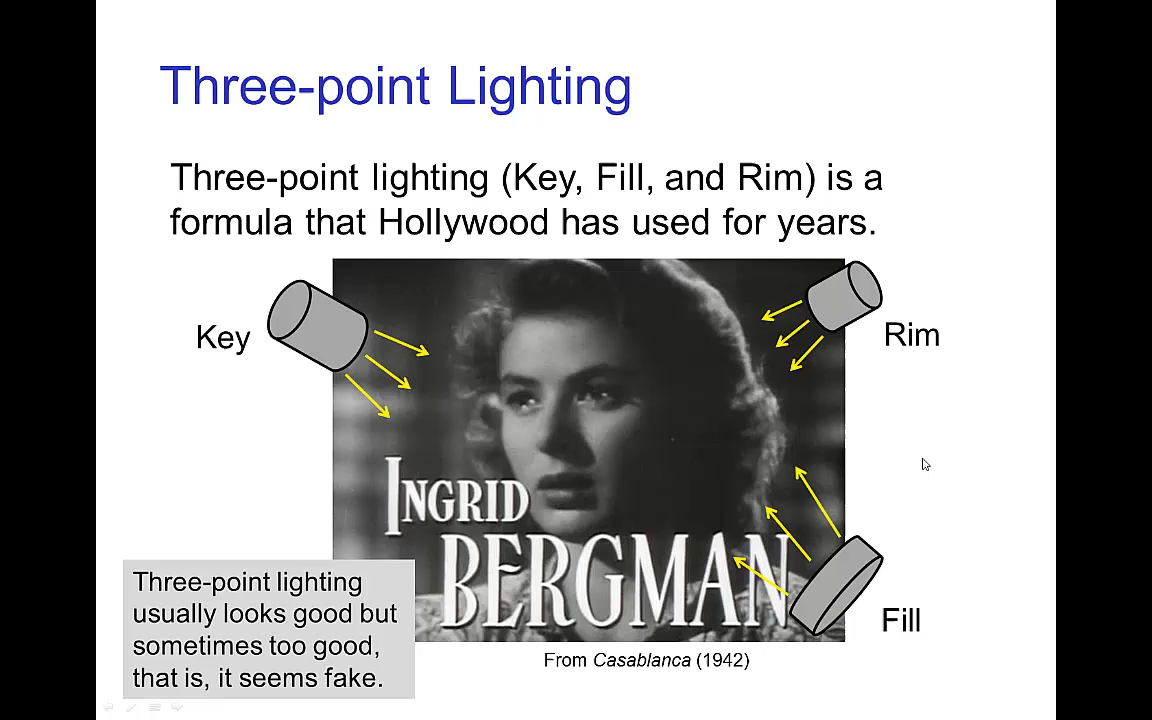 Three-point Lighting
Three-point lighting (Key, Fill, and Rim) is a
formula that Hollywood has used for years.
Key
Rim
INGRID
BERGMAN
Fill
Three-point lighting
usually looks good but
sometimes too good,
that is, it seems fake.
From Casablanca (1942)